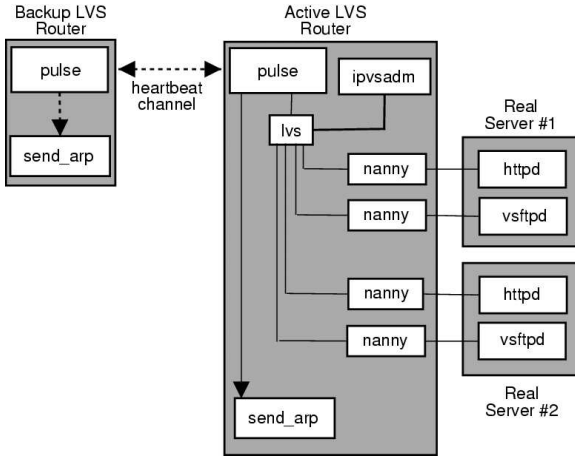 Backup LVS
Router
pulse
send_arp
heartbeat
channel
Active LVS
Router
pulse
ipvsadm
lvs
nanny
nanny
nanny
nanny
send_arp
Real
Server #1
httpd
vsftpd
httpd
vsftpd
Real
Server #2